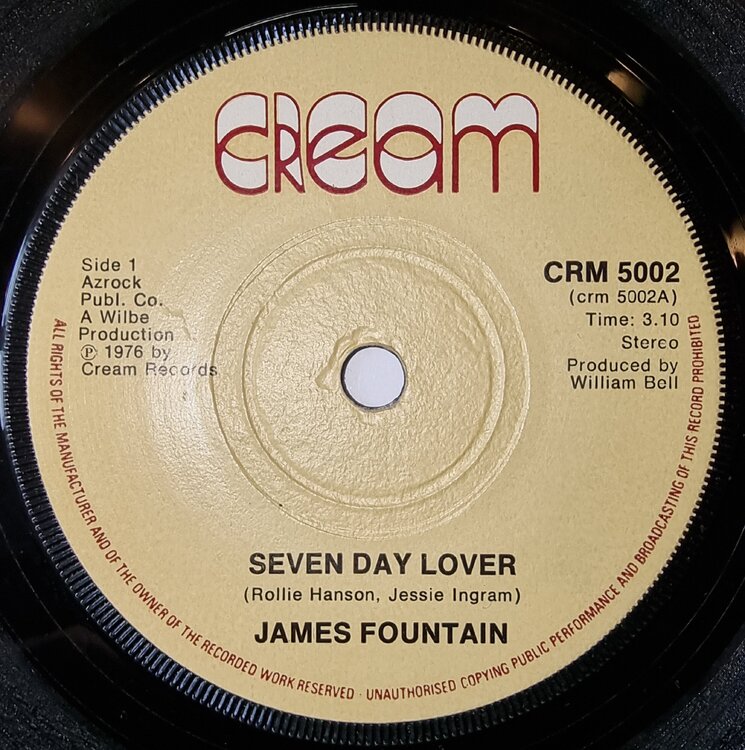 CREAM
Side 1
Azrock
Publ. Co.
A Wilbe
Production
℗ 1976 by
Cream Records
CRM 5002
(crm 5002A)
Time: 3.10
Stereo
Produced by
William Bell
SEVEN DAY LOVER
(Rollie Hanson, Jessie Ingram)
JAMES FOUNTAIN
ALL RIGHTS OF THE MANUFACTURER AND OF THE OWNER OF THE RECORDED WORK RESERVED · UNAUTHORISED COPYING PUBLIC PERFORMANCE AND BROADCASTING OF THIS RECORD PROHIBITED